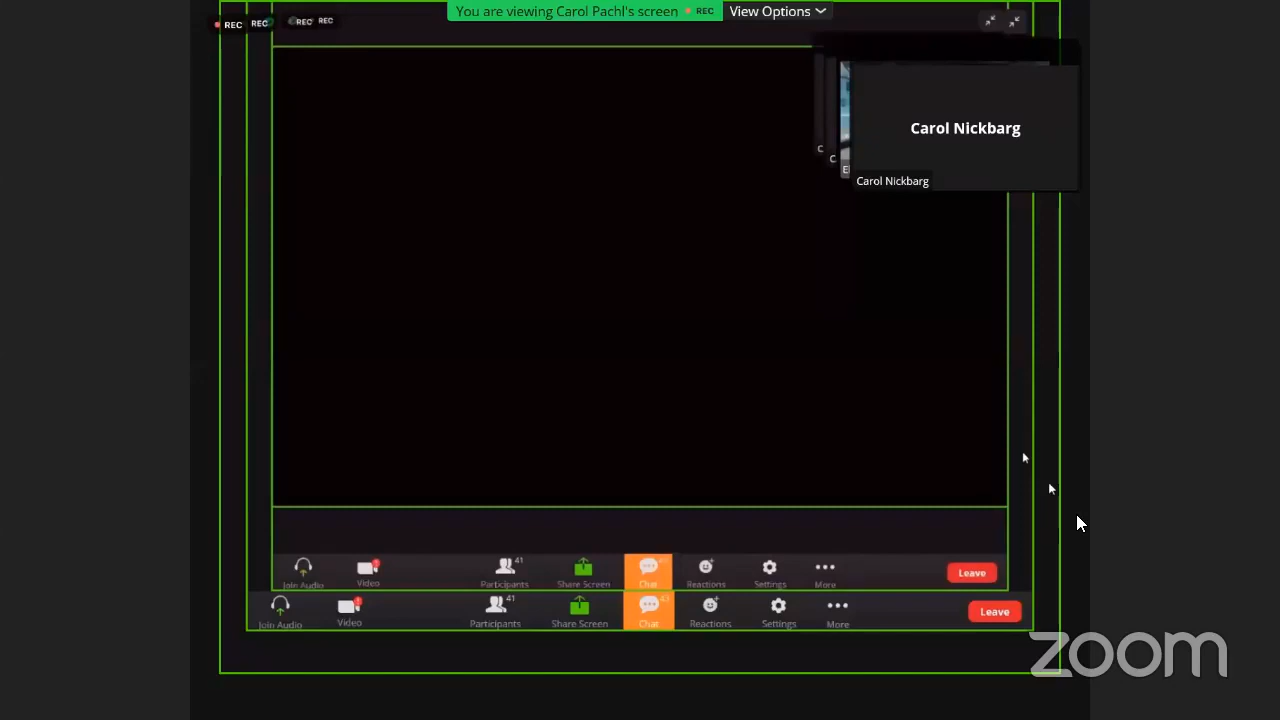 You are viewing Carol Pachl's screen REC View Options
REC REC REC REC
Carol Nickbarg
C
C
E
Carol Nickbarg
41
Join Audio Video Participants Share Screen Chat Reactions Settings More Leave
41 43
Join Audio Video Participants Share Screen Chat Reactions Settings More Leave
zoom